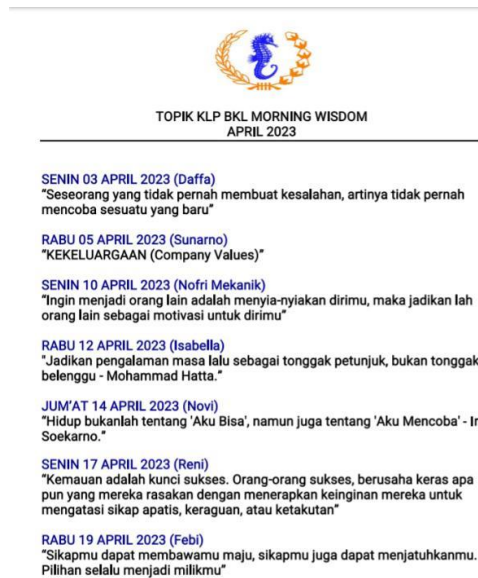 TOPIK KLP BKL MORNING WISDOM
APRIL 2023
SENIN 03 APRIL 2023 (Daffa)
“Seseorang yang tidak pernah membuat kesalahan, artinya tidak pernah
mencoba sesuatu yang baru”
RABU 05 APRIL 2023 (Sunarno)
“KEKELUARGAAN (Company Values)”
SENIN 10 APRIL 2023 (Nofri Mekanik)
“Ingin menjadi orang lain adalah menyia-nyiakan dirimu, maka jadikan lah
orang lain sebagai motivasi untuk dirimu”
RABU 12 APRIL 2023 (Isabella)
"Jadikan pengalaman masa lalu sebagai tonggak petunjuk, bukan tonggak
belenggu - Mohammad Hatta.”
JUM’AT 14 APRIL 2023 (Novi)
“Hidup bukanlah tentang 'Aku Bisa', namun juga tentang 'Aku Mencoba' - Ir
Soekarno.”
SENIN 17 APRIL 2023 (Reni)
“Kemauan adalah kunci sukses. Orang-orang sukses, berusaha keras apa
pun yang mereka rasakan dengan menerapkan keinginan mereka untuk
mengatasi sikap apatis, keraguan, atau ketakutan”
RABU 19 APRIL 2023 (Febi)
“Sikapmu dapat membawamu maju, sikapmu juga dapat menjatuhkanmu.
Pilihan selalu menjadi milikmu”